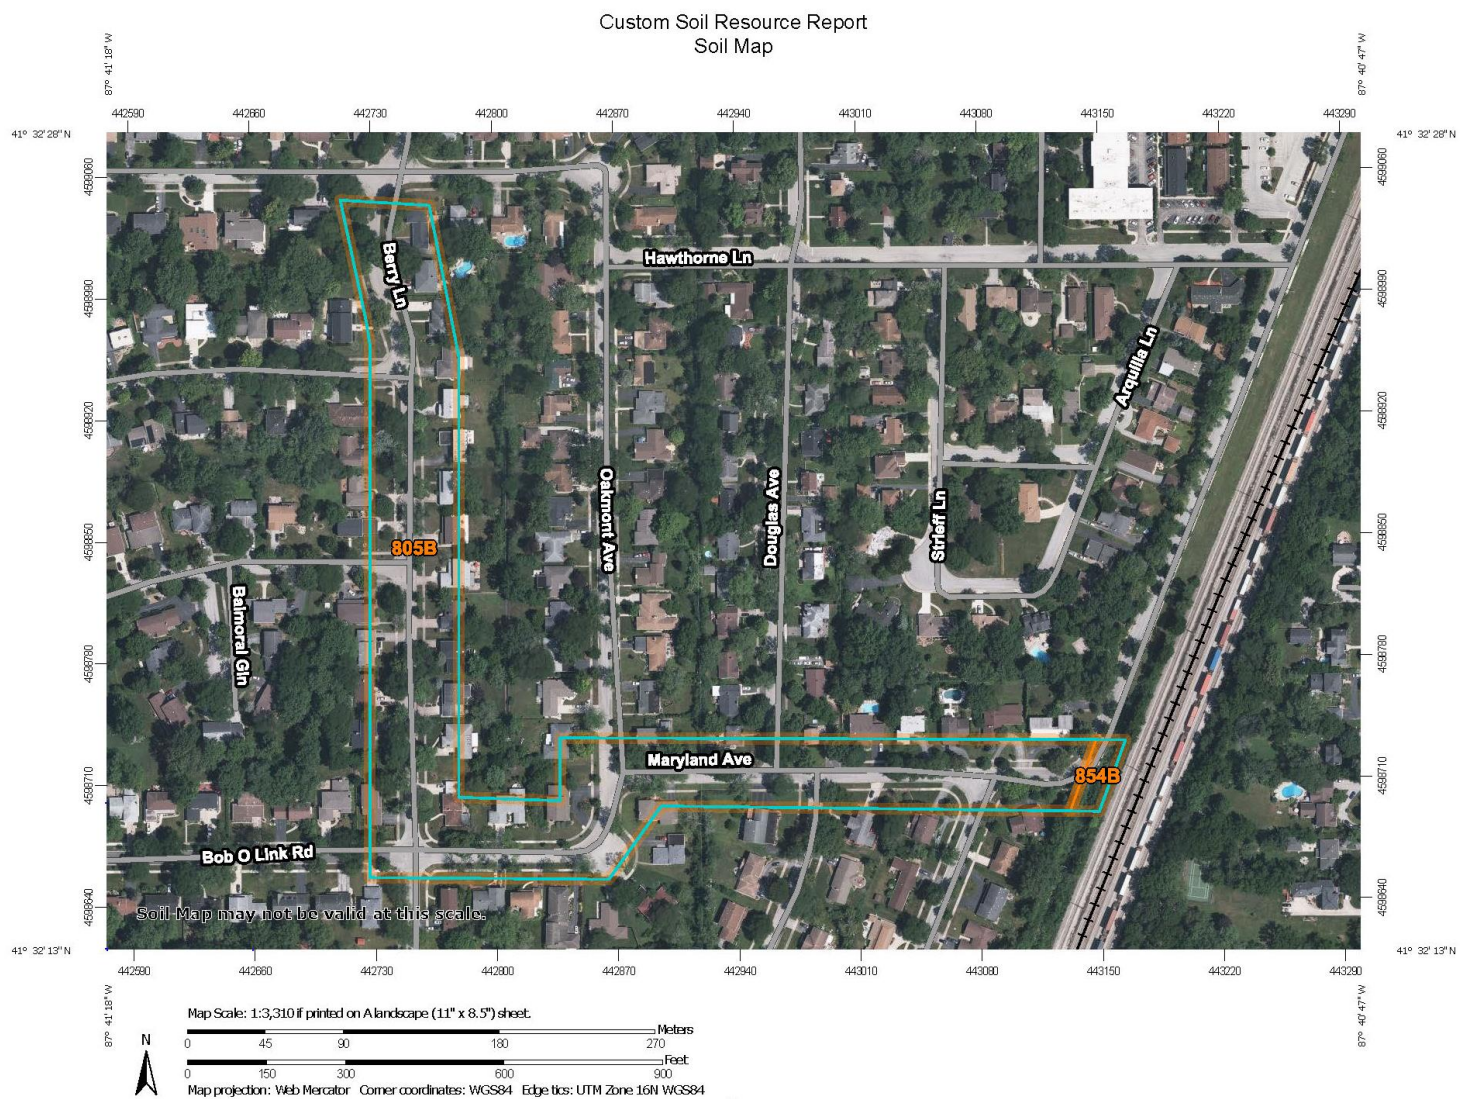 Custom Soil Resource Report
Soil Map
87° 41' 18" W
87° 40' 47" W
442590 442660 442730 442800 442870 442940 443010 443080 443150 443220 443290
41° 32' 28" N
41° 32' 28" N
4599060
4599060
Hawthorne Ln
Berry Ln
4598990
4598990
Arquilla Ln
4598920
4598920
Oakmont Ave
Douglas Ave
Strieff Ln
4598850
4598850
805B
Balmoral Gln
4598780
4598780
Maryland Ave
854B
4598710
4598710
Bob O Link Rd
4598640
4598640
Soil Map may not be valid at this scale.
41° 32' 13" N
41° 32' 13" N
442590 442660 442730 442800 442870 442940 443010 443080 443150 443220 443290
87° 41' 18" W
87° 40' 47" W
Map Scale: 1:3,310 if printed on A landscape (11" x 8.5") sheet.
Meters
0 45 90 180 270
Feet
0 150 300 600 900
N
Map projection: Web Mercator Corner coordinates: WGS84 Edge tics: UTM Zone 16N WGS84